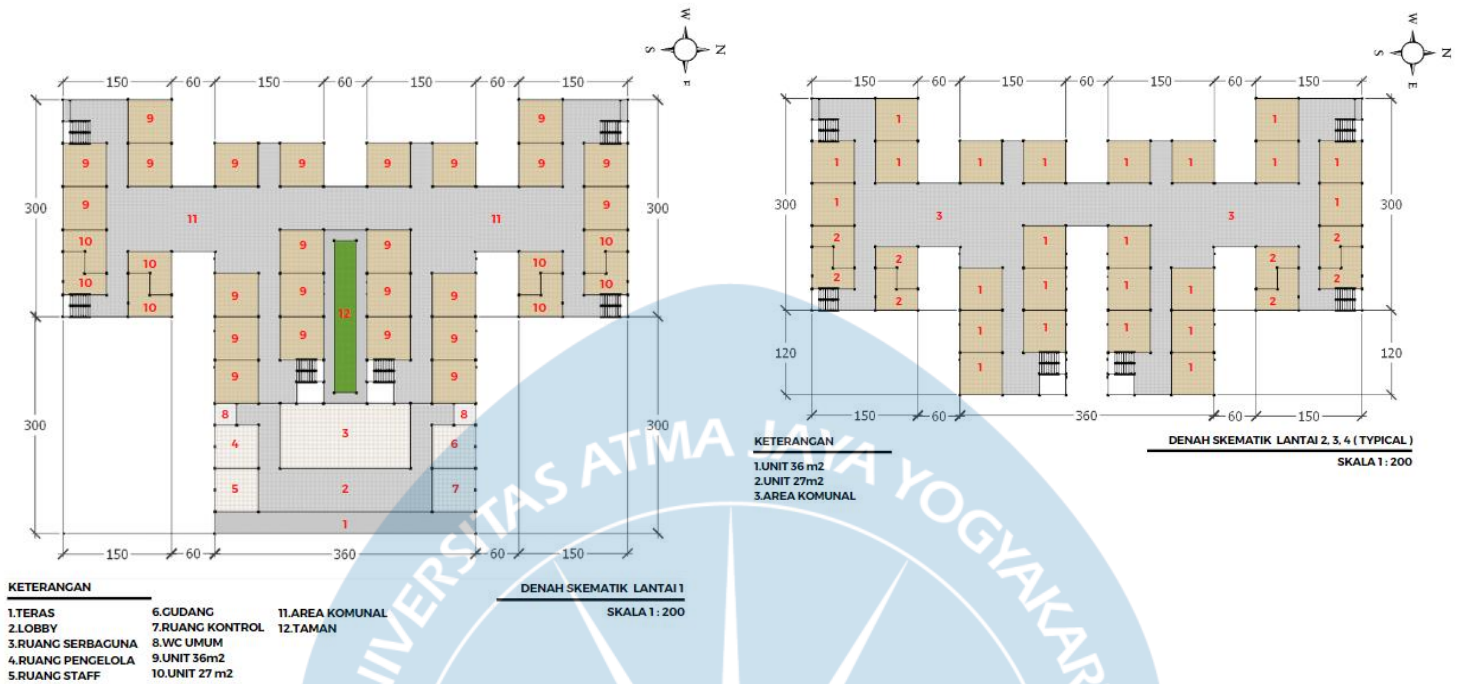 W
S N
E
150 60 150 60 150 60 150
9 9
9 9 9 9 9 9 9 9
300 9 9 300
11 11
10 9 9 10
10 10
10 9 9 10
9 9
10 10
12
9 9 9 9
9 9
8 8
300 3 300
4 6
5 2 7
1
150 60 360 60 150
DENAH SKEMATIK LANTAI 1
SKALA 1 : 200
KETERANGAN
1.TERAS
2.LOBBY
3.RUANG SERBAGUNA
4.RUANG PENGELOLA
5.RUANG STAFF
6.GUDANG
7.RUANG KONTROL
8.WC UMUM
9.UNIT 36m2
10.UNIT 27 m2
11.AREA KOMUNAL
12.TAMAN
W
S N
E
150 60 150 60 150 60 150
1 1
1 1 1 1 1 1 1 1
300 1 1 300
3 3
2 1 1 2
2 2
2 2
1 1 1 1
2 2
1 1 1 1
120 120
1 1
150 60 360 60 150
DENAH SKEMATIK LANTAI 2, 3, 4 ( TYPICAL )
SKALA 1 : 200
KETERANGAN
1.UNIT 36 m2
2.UNIT 27m2
3.AREA KOMUNAL
UNIVERSITAS ATMA JAYA YOGYAKAR